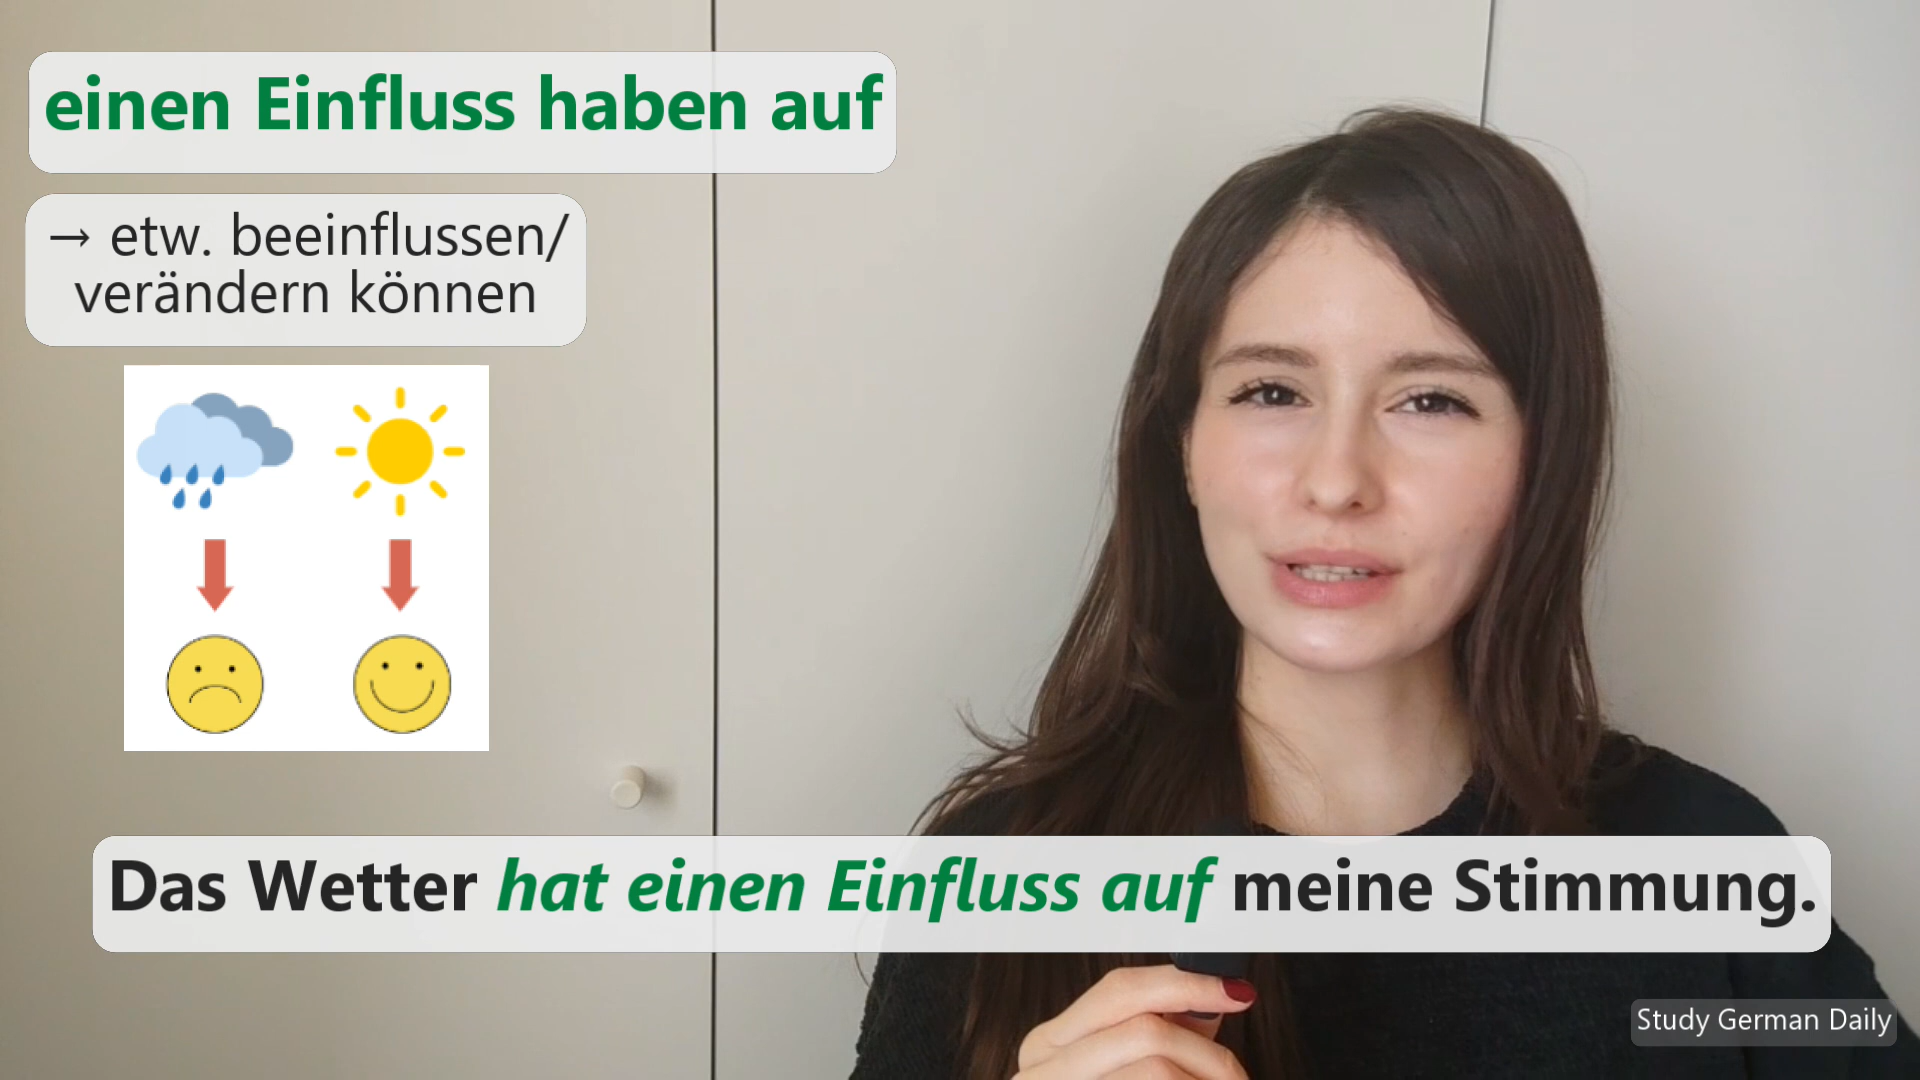 einen Einfluss haben auf
→ etw. beeinflussen/
verändern können
Das Wetter hat einen Einfluss auf meine Stimmung.
Study German Daily